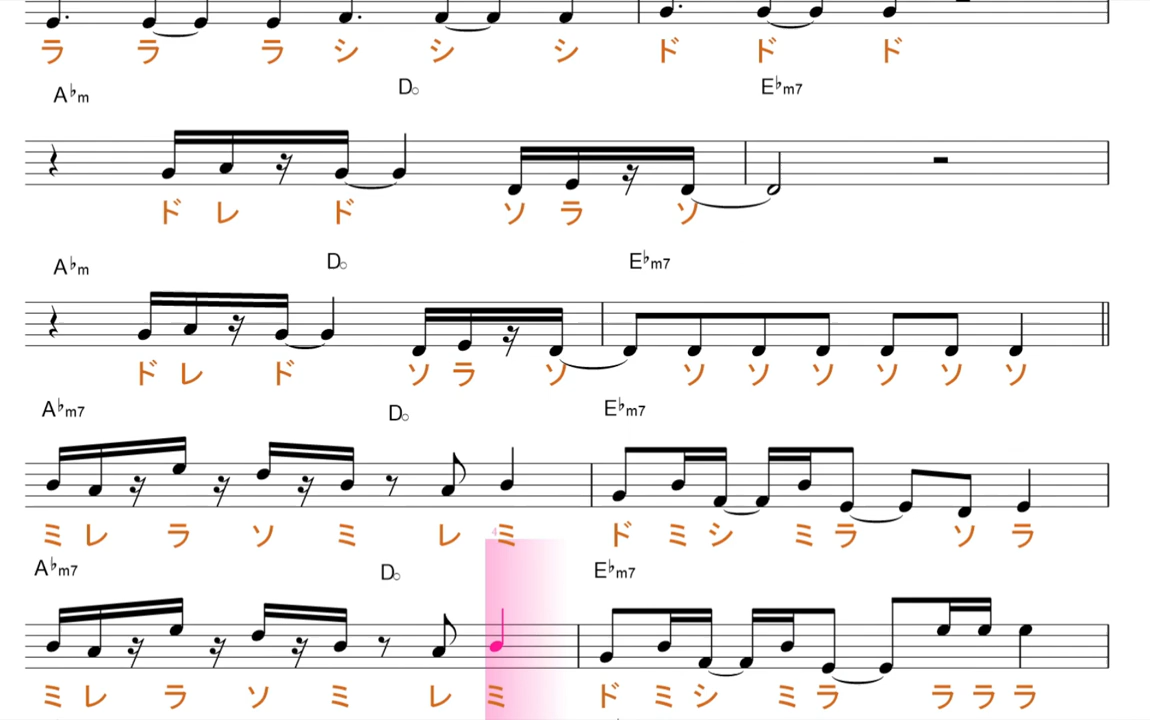 ラ ラ ラ シ シ シ ド ド ド
A♭m D○ E♭m7
ド レ ド ソ ラ ソ
A♭m D○ E♭m7
ド レ ド ソ ラ ソ ソ ソ ソ ソ ソ ソ
A♭m7 D○ E♭m7
ミ レ ラ ソ ミ レ ミ ド ミ シ ミ ラ ソ ラ
A♭m7 D○ E♭m7
ミ レ ラ ソ ミ レ ミ ド ミ シ ミ ラ ラ ラ ラ